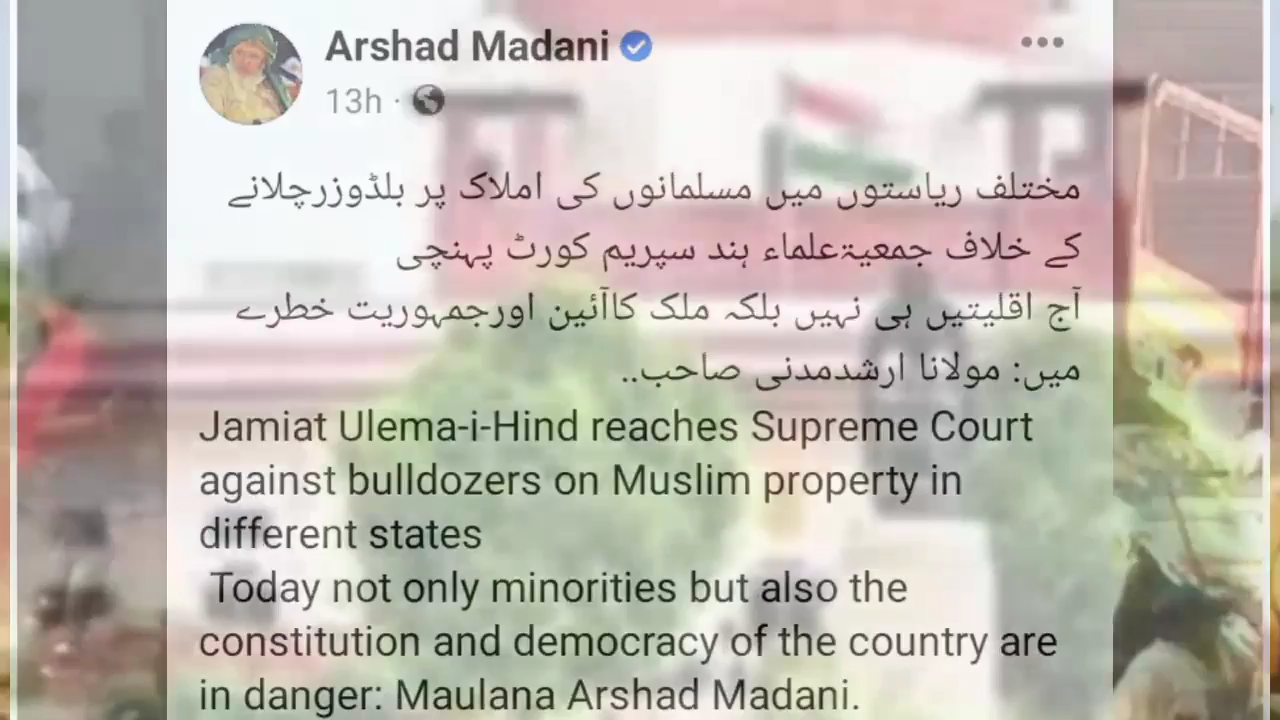 Arshad Madani
13h ·
مختلف ریاستوں میں مسلمانوں کی املاک پر بلڈوزرچلانے
کے خلاف جمعیۃعلماء ہند سپریم کورٹ پہنچی
آج اقلیتیں ہی نہیں بلکہ ملک کاآئین اورجمہوریت خطرے
میں: مولانا ارشدمدنی صاحب..
Jamiat Ulema-i-Hind reaches Supreme Court
against bulldozers on Muslim property in
different states
Today not only minorities but also the
constitution and democracy of the country are
in danger: Maulana Arshad Madani.